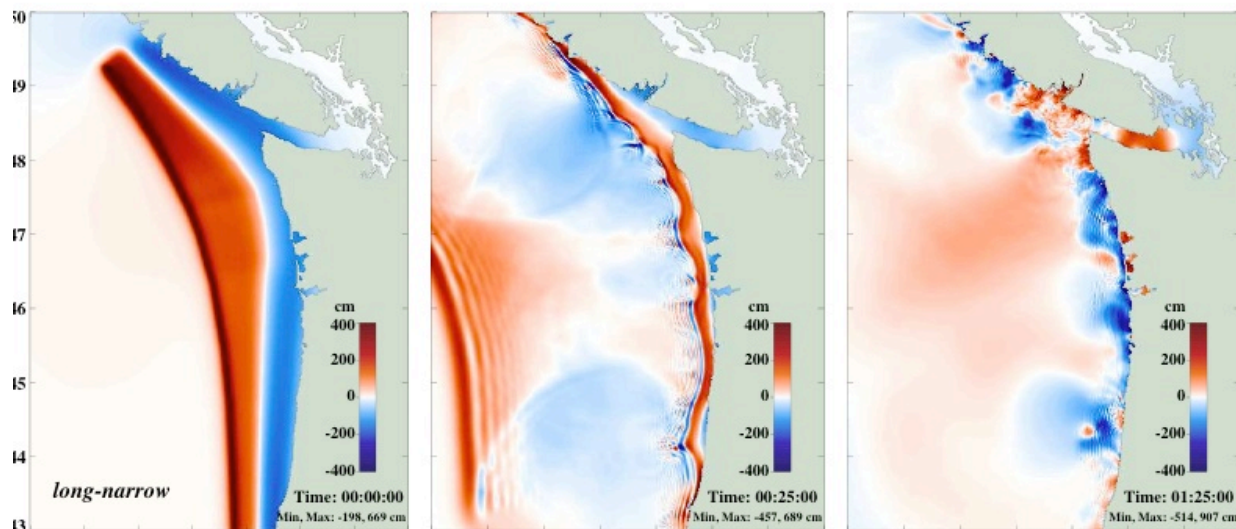 50
49
48
47
46
45
44
43
cm
400
200
0
-200
-400
long-narrow
Time: 00:00:00
Min, Max: -198, 669 cm
cm
400
200
0
-200
-400
Time: 00:25:00
Min, Max: -457, 689 cm
cm
400
200
0
-200
-400
Time: 01:25:00
Min, Max: -514, 907 cm